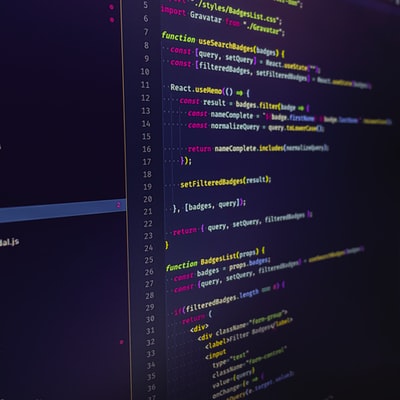 5 ./styles/BadgesList.css";
6 import Gravatar from "./Gravatar";
7
8 function useSearchBadges(badges) {
9 const [query, setQuery] = React.useState("");
10 const [filteredBadges, setFilteredBadges] = React.useState(badges);
11
12 React.useMemo(() => {
13 const result = badges.filter(badge => {
14 const nameComplete = `${badge.firstName} ${badge.lastName}
15 const normalizeQuery = query.toLowerCase();
16
17 return nameComplete.includes(normalizeQuery);
18 });
19
20 setFilteredBadges(result);
21
22 }, [badges, query]);
23
24 return { query, setQuery, filteredBadges };
25 }
26 function BadgesList(props) {
27 const badges = props.badges;
28 const {query, setQuery, filteredBadges} =
29
30 if(filteredBadges.length === 0) {
31 return (
32 <div>
33 <div className="form-group">
34 <label>Filter Badges</label>
35 <input
36 type="text"
37 className="form-control"
value={query}
onChange={e => {
setQuery(e.target.value);
dal.js